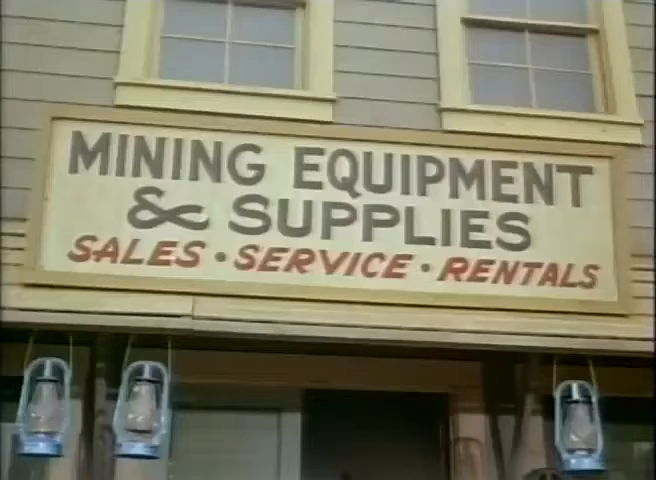 MINING EQUIPMENT
& SUPPLIES
SALES · SERVICE · RENTALS